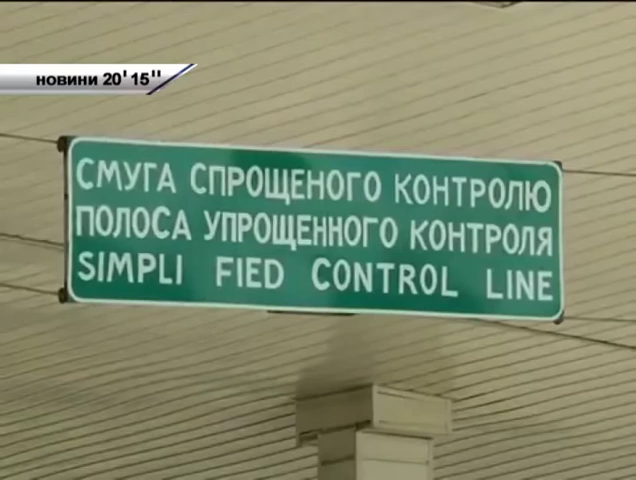 новини 20' 15"
СМУГА СПРОЩЕНОГО КОНТРОЛЮ
ПОЛОСА УПРОЩЕННОГО КОНТРОЛЯ
SIMPLI FIED CONTROL LINE